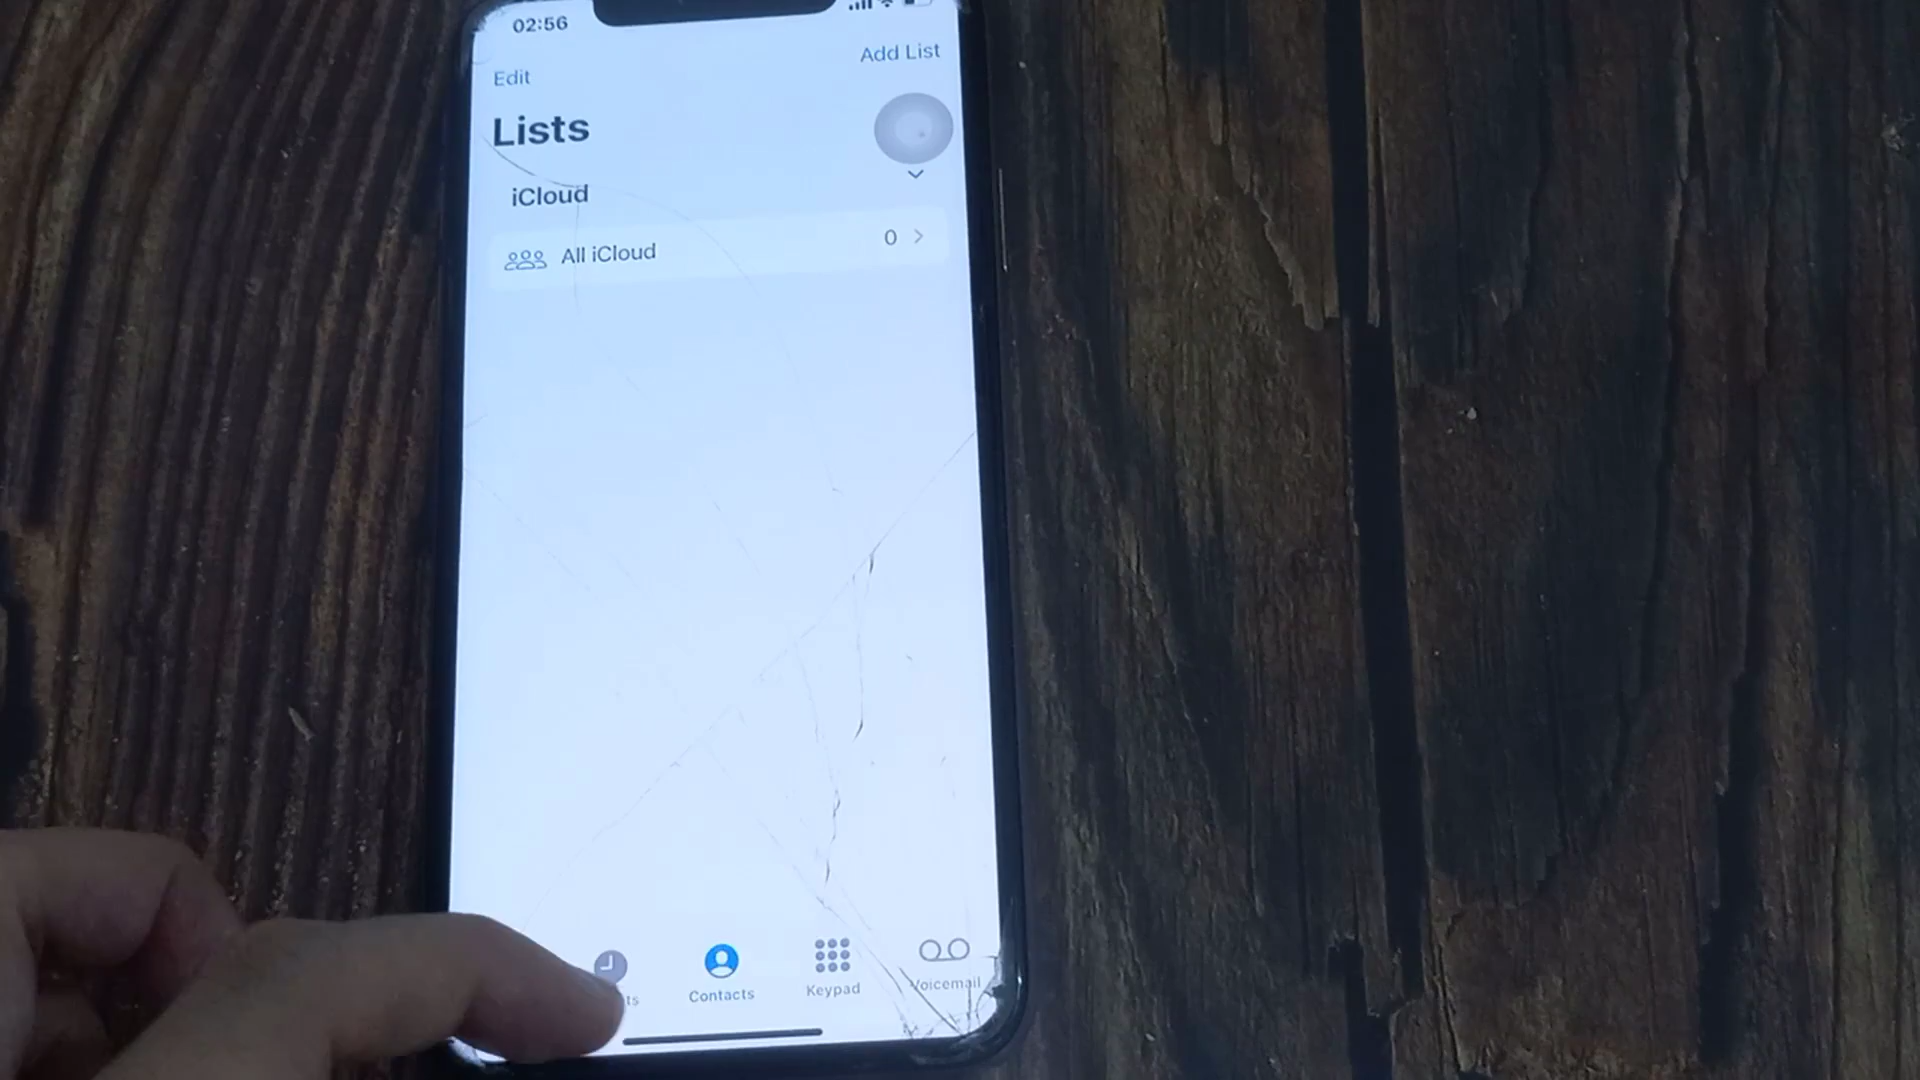 02:56
Add List
Edit
Lists
iCloud
All iCloud 0
Contacts
Keypad
Voicemail